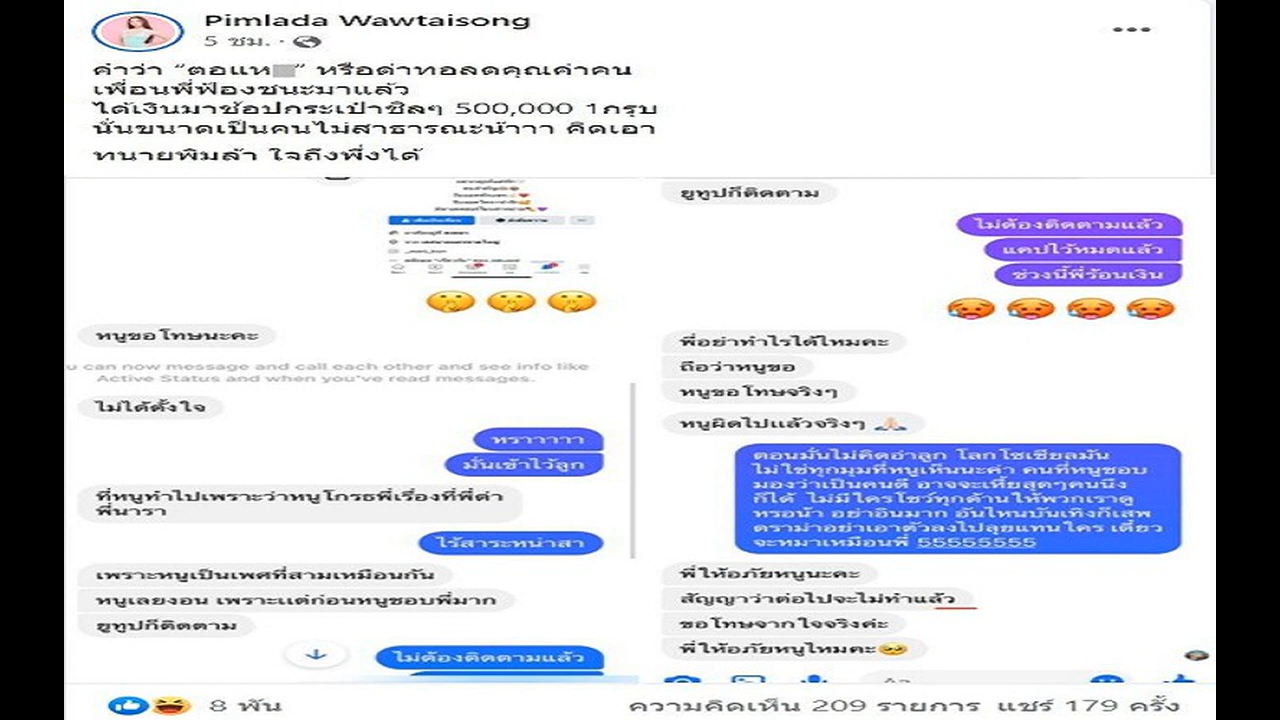 Pimlada Wawtaisong
5 ชม. ·
คำว่า “ตอแห” หรือด่าทอลดคุณค่าคน
เพื่อนพี่ฟ้องชนะมาแล้ว
ได้เงินมาช้อปกระเป๋าชิลๆ 500,000 1กรุบ
นั่นขนาดเป็นคนไม่สาธารณะน้าาา คิดเอา
ทนายพิมล้า ใจถึงพึ่งได้
หนูขอโทษนะคะ
u can now message and call each other and see info like
Active Status and when you've read messages.
ไม่ได้ตั้งใจ
หราาาาา
มั่นเข้าไว้ลูก
ที่หนูทำไปเพราะว่าหนูโกรธพี่เรื่องที่พี่ด่า
พี่นารา
ไร้สาระหน่าสา
เพราะหนูเป็นเพศที่สามเหมือนกัน
หนูเลยงอน เพราะแต่ก่อนหนูชอบพี่มาก
ยูทูปก็ติดตาม
ไม่ต้องติดตามแล้ว
ยูทูปก็ติดตาม
ไม่ต้องติดตามแล้ว
แคปไว้หมดแล้ว
ช่วงนี้พี่ร้อนเงิน
พี่อย่าทำไรได้ไหมคะ
ถือว่าหนูขอ
หนูขอโทษจริงๆ
หนูผิดไปแล้วจริงๆ 🙏🏻
ตอนมั่นไม่คิดอ่าลูก โลกโซเชียลมัน
ไม่ใช่ทุกมุมที่หนูเห็นนะคำ คนที่หนูชอบ
มองว่าเป็นคนดี อาจจะเหี้ยสุดๆคนนึง
ก็ได้ ไม่มีใครโชว์ทุกด้านให้พวกเราดู
หรอน้า อย่าอินมาก อันไหนบันเทิงก็เสพ
ดราม่าอย่าเอาตัวลงไปลุยแทนใคร เดี๋ยว
จะหมาเหมือนพี่ 55555555
พี่ให้อภัยหนูนะคะ
สัญญาว่าต่อไปจะไม่ทำแล้ว
ขอโทษจากใจจริงค่ะ
พี่ให้อภัยหนูไหมคะ🥺
Aa
8 พัน
ความคิดเห็น 209 รายการ แชร์ 179 ครั้ง